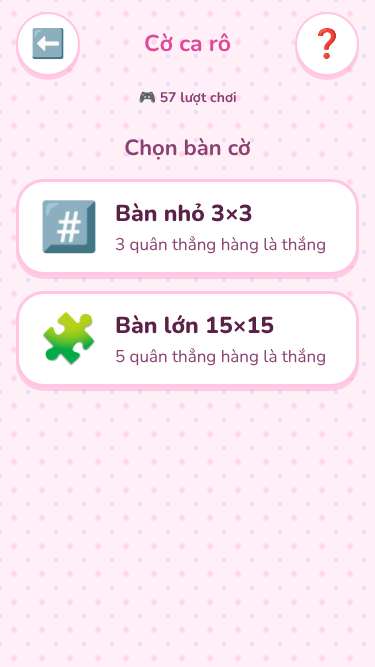 Cờ ca rô
57 lượt chơi
Chọn bàn cờ
#
Bàn nhỏ 3×3
3 quân thẳng hàng là thắng
Bàn lớn 15×15
5 quân thẳng hàng là thắng